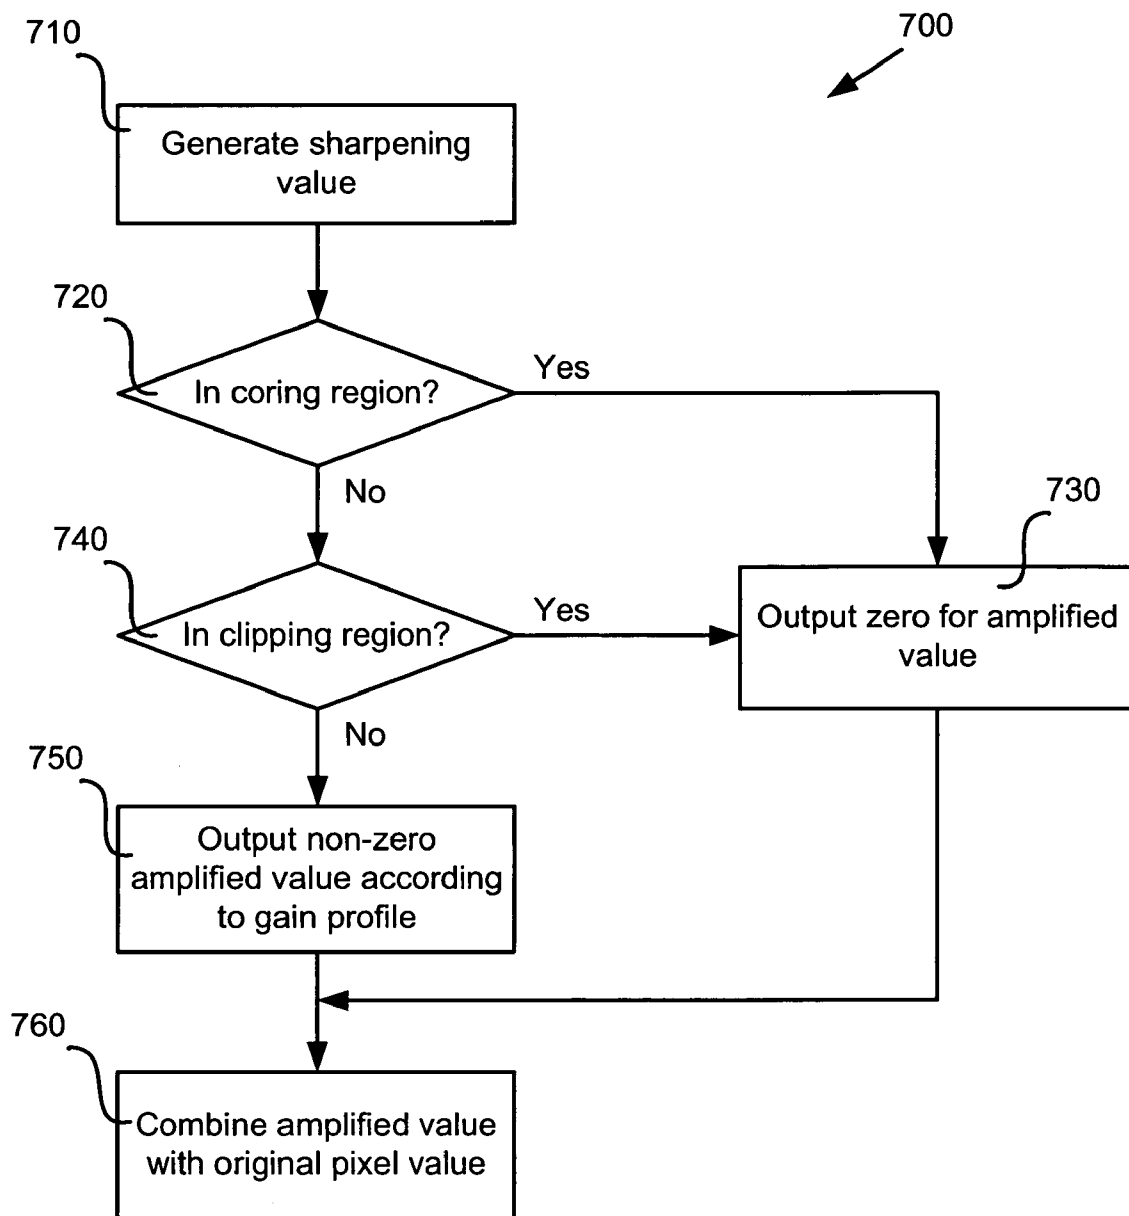 700
710
Generate sharpening
value
720
In coring region?
Yes
No
730
Output zero for amplified
value
740
In clipping region?
Yes
No
750
Output non-zero
amplified value according
to gain profile
760
Combine amplified value
with original pixel value